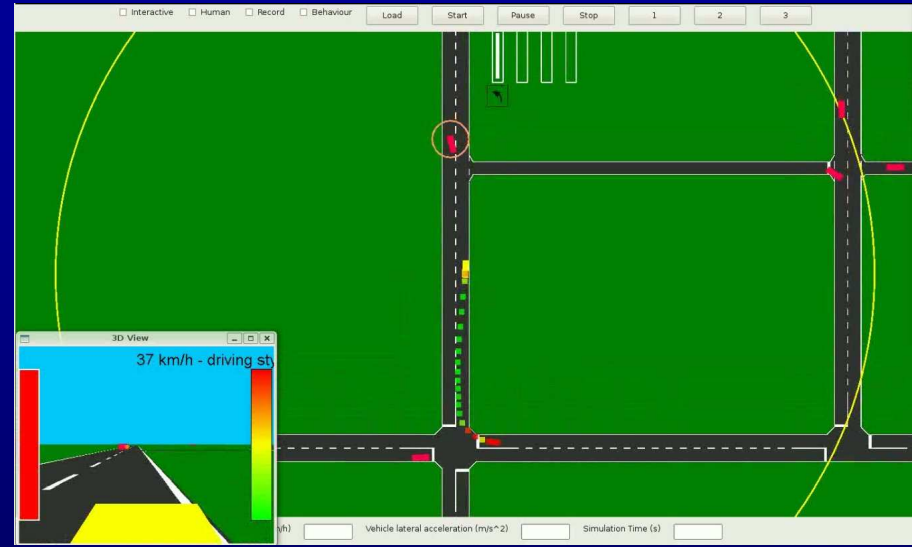 Interactive Human Record Behaviour Load Start Pause Stop 1 2 3
3D View
37 km/h - driving sty
/h) Vehicle lateral acceleration (m/s^2) Simulation Time (s)